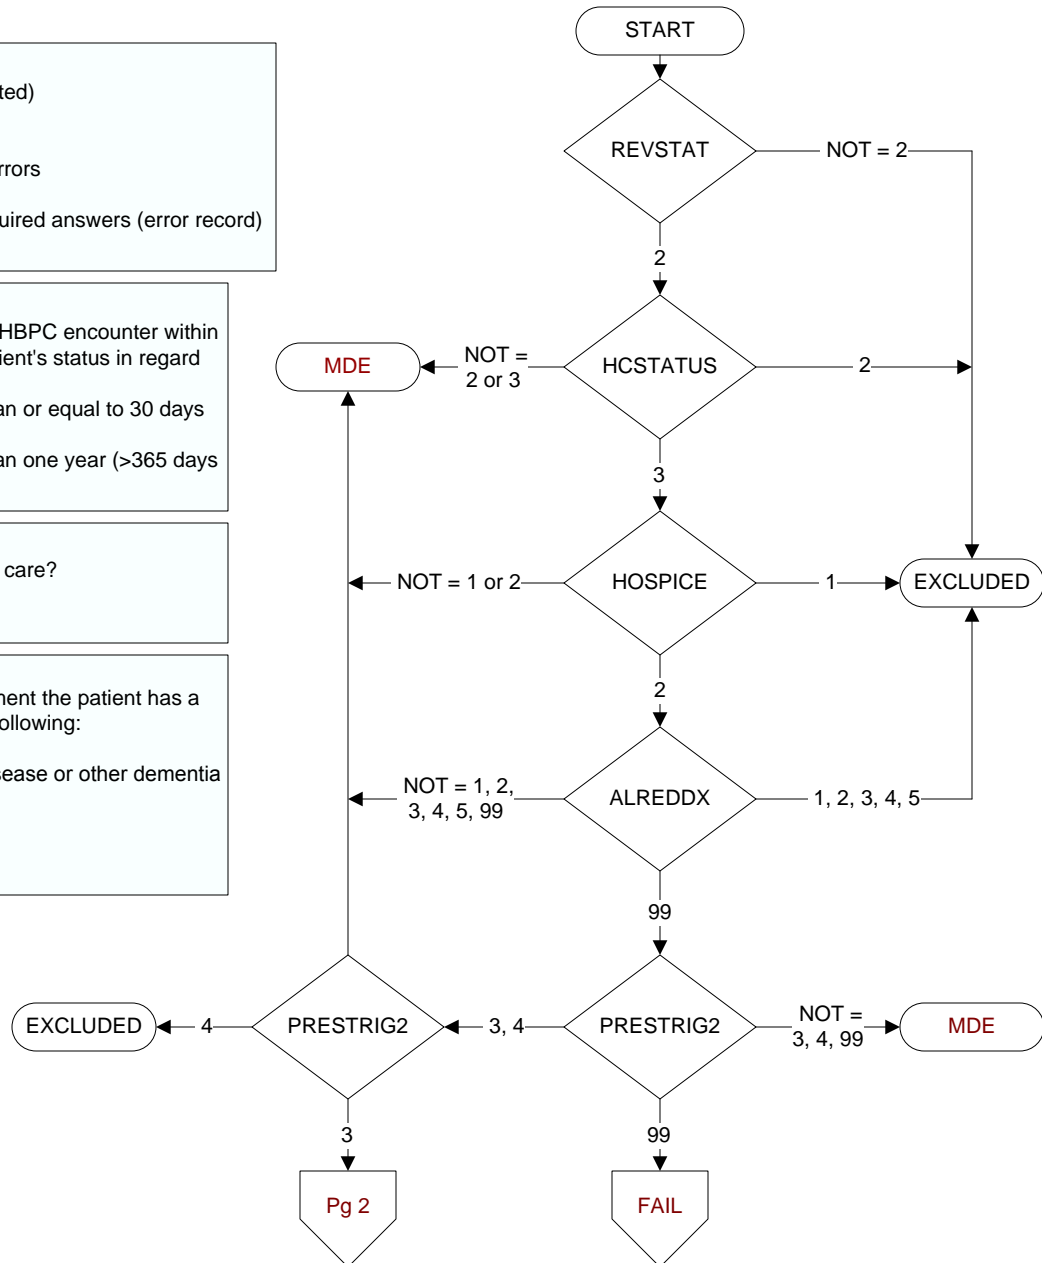 START
ted)
rrors
uired answers (error record)
REVSTAT
NOT = 2
2
HBPC encounter within
ient's status in regard
an or equal to 30 days
an one year (>365 days
MDE
NOT =
2 or 3
HCSTATUS
2
3
care?
NOT = 1 or 2
HOSPICE
1
EXCLUDED
2
nent the patient has a
ollowing:
sease or other dementia
NOT = 1, 2,
3, 4, 5, 99
ALREDDX
1, 2, 3, 4, 5
99
EXCLUDED
4
PRESTRIG2
3, 4
PRESTRIG2
NOT =
3, 4, 99
MDE
3
99
Pg 2
FAIL